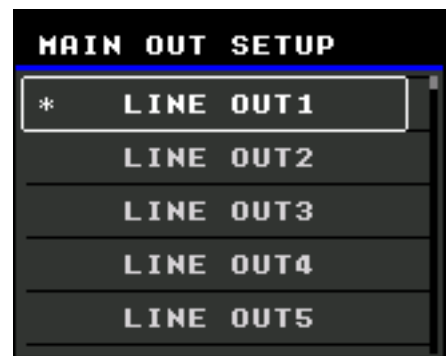 MAIN OUT SETUP
* LINE OUT1
LINE OUT2
LINE OUT3
LINE OUT4
LINE OUT5